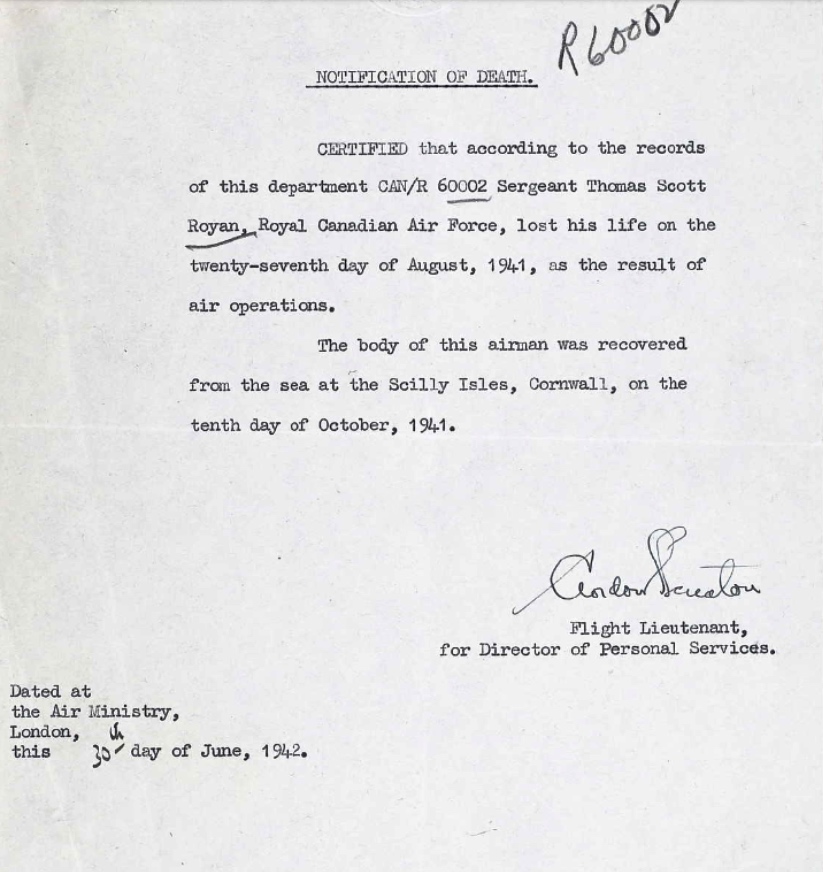 R60002
NOTIFICATION OF DEATH.
CERTIFIED that according to the records
of this department CAN/R 60002 Sergeant Thomas Scott
Royan, Royal Canadian Air Force, lost his life on the
twenty-seventh day of August, 1941, as the result of
air operations.
The body of this airman was recovered
from the sea at the Scilly Isles, Cornwall, on the
tenth day of October, 1941.
Gordon
Flight Lieutenant,
for Director of Personal Services.
Dated at
the Air Ministry,
London,
this 30th day of June, 1942.